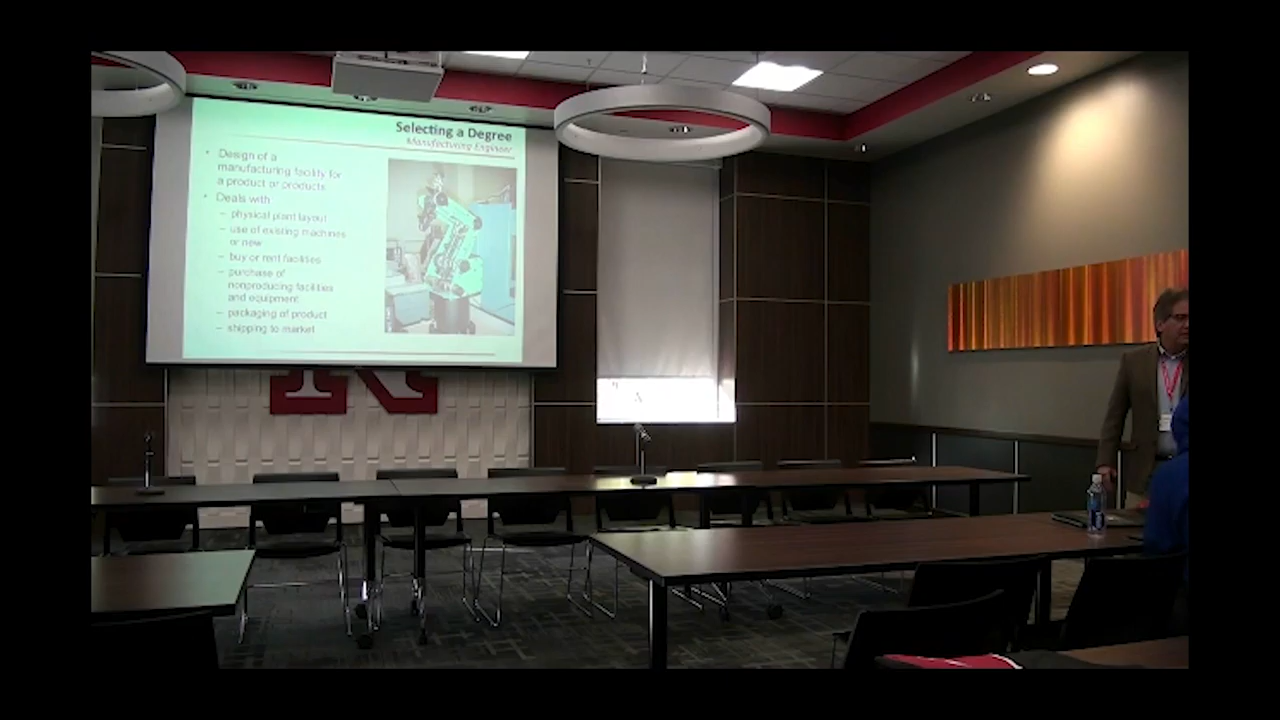 Selecting a Degree
Manufacturing Engineer
• Design of a
manufacturing facility for
a product or products
• Deals with
– physical plant layout
– use of existing machines
or new
– buy or rent facilities
– purchase of
nonproducing facilities
and equipment
– packaging of product
– shipping to market